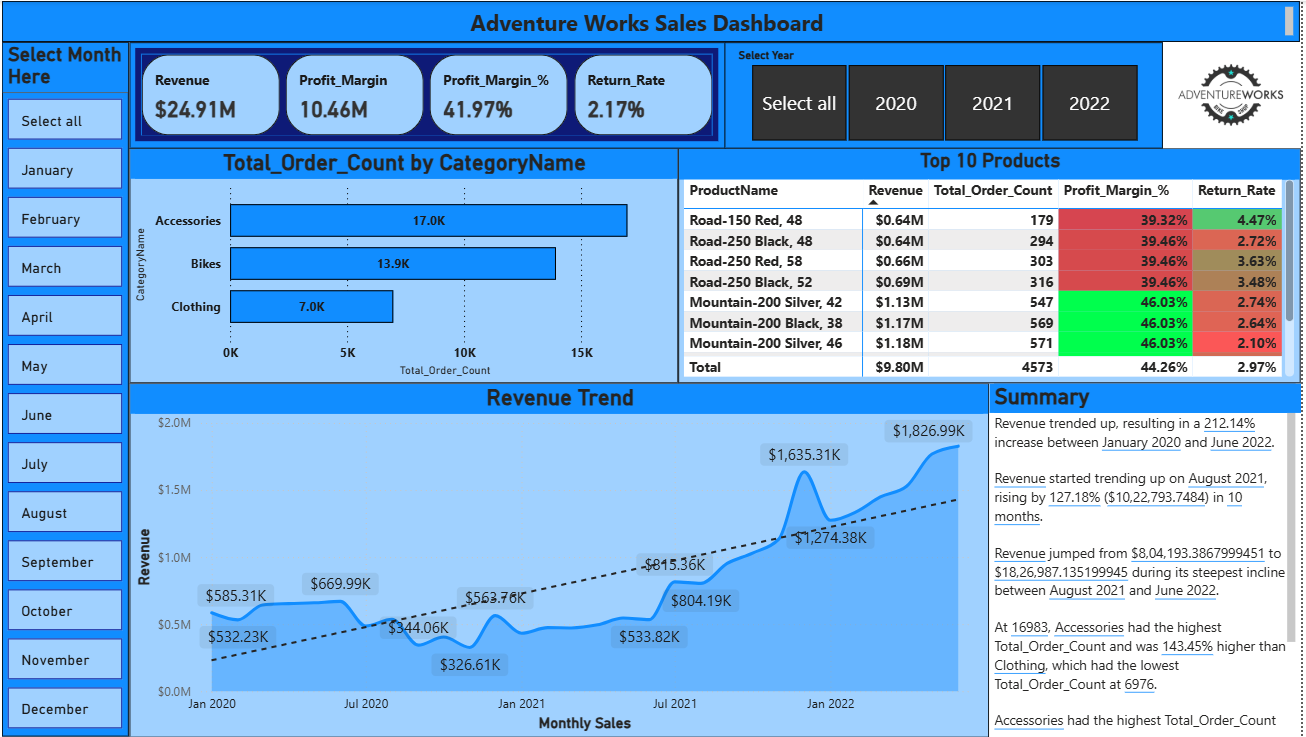 Adventure Works Sales Dashboard
Select Month
Here
Select all
January
February
March
April
May
June
July
August
September
October
November
December
Revenue
$24.91M
Profit_Margin
10.46M
Profit_Margin_%
41.97%
Return_Rate
2.17%
Select Year
Select all
2020
2021
2022
ADVENTUREWORKS
BIKE SHOP
Total_Order_Count by CategoryName
CategoryName
Accessories 17.0K
Bikes 13.9K
Clothing 7.0K
0K 5K 10K 15K
Total_Order_Count
Top 10 Products
ProductName Revenue Total_Order_Count Profit_Margin_% Return_Rate
Road-150 Red, 48 $0.64M 179 39.32% 4.47%
Road-250 Black, 48 $0.64M 294 39.46% 2.72%
Road-250 Red, 58 $0.66M 303 39.46% 3.63%
Road-250 Black, 52 $0.69M 316 39.46% 3.48%
Mountain-200 Silver, 42 $1.13M 547 46.03% 2.74%
Mountain-200 Black, 38 $1.17M 569 46.03% 2.64%
Mountain-200 Silver, 46 $1.18M 571 46.03% 2.10%
Total $9.80M 4573 44.26% 2.97%
Revenue Trend
Revenue
$2.0M
$1.5M
$1.0M
$0.5M
$0.0M
$585.31K
$532.23K
$669.99K
$344.06K
$326.61K
$563.76K
$533.82K
$815.36K
$804.19K
$1,635.31K
$1,274.38K
$1,826.99K
Jan 2020 Jul 2020 Jan 2021 Jul 2021 Jan 2022
Monthly Sales
Summary
Revenue trended up, resulting in a 212.14%
increase between January 2020 and June 2022.
Revenue started trending up on August 2021,
rising by 127.18% ($10,22,793.7484) in 10
months.
Revenue jumped from $8,04,193.3867999451 to
$18,26,987.135199945 during its steepest incline
between August 2021 and June 2022.
At 16983, Accessories had the highest
Total_Order_Count and was 143.45% higher than
Clothing, which had the lowest
Total_Order_Count at 6976.
Accessories had the highest Total_Order_Count